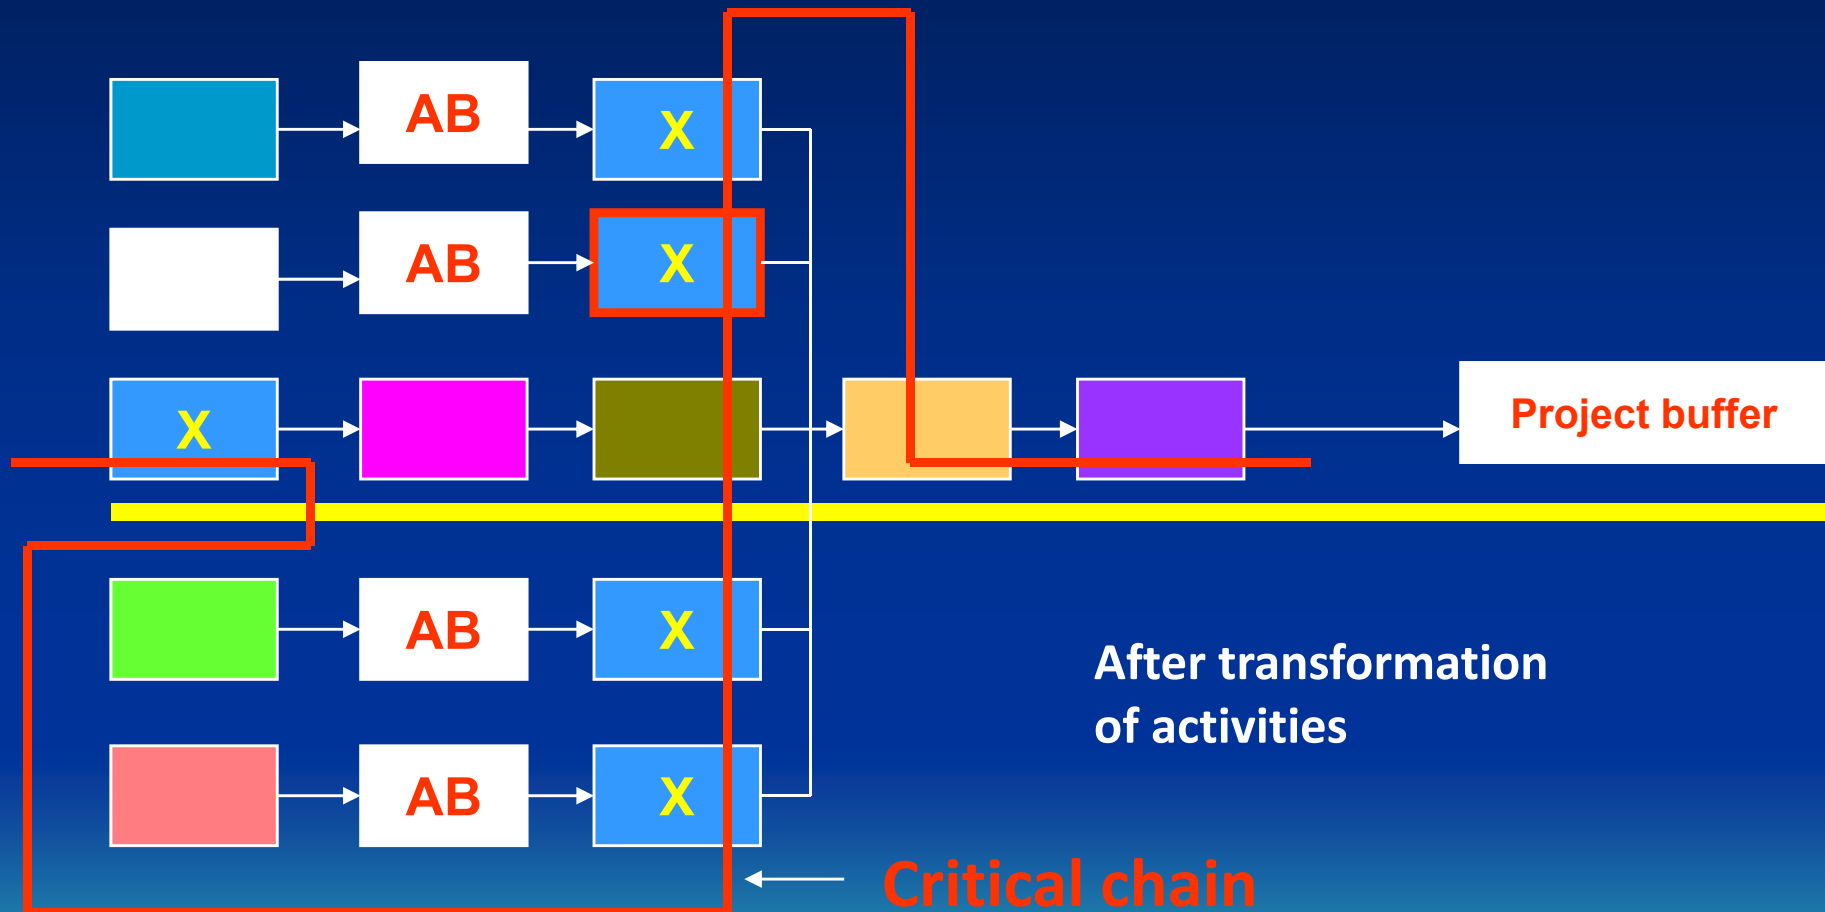 AB
X
AB
X
X
Project buffer
AB
X
After transformation
of activities
AB
X
Critical chain